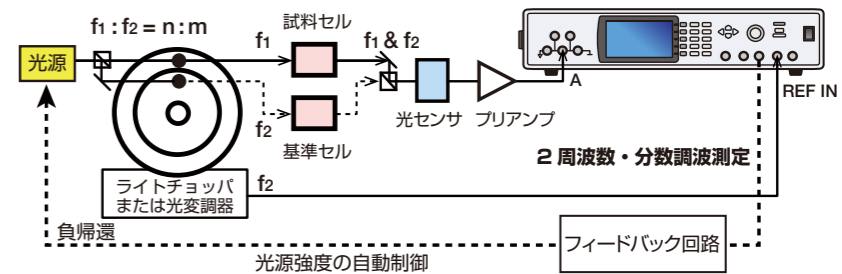 f1 : f2 = n : m
試料セル
f1
f1 & f2
光源
A
REF IN
f2
光センサ
プリアンプ
基準セル
2 周波数・分数調波測定
ライトチョッパ
または光変調器
f2
負帰還
フィードバック回路
光源強度の自動制御